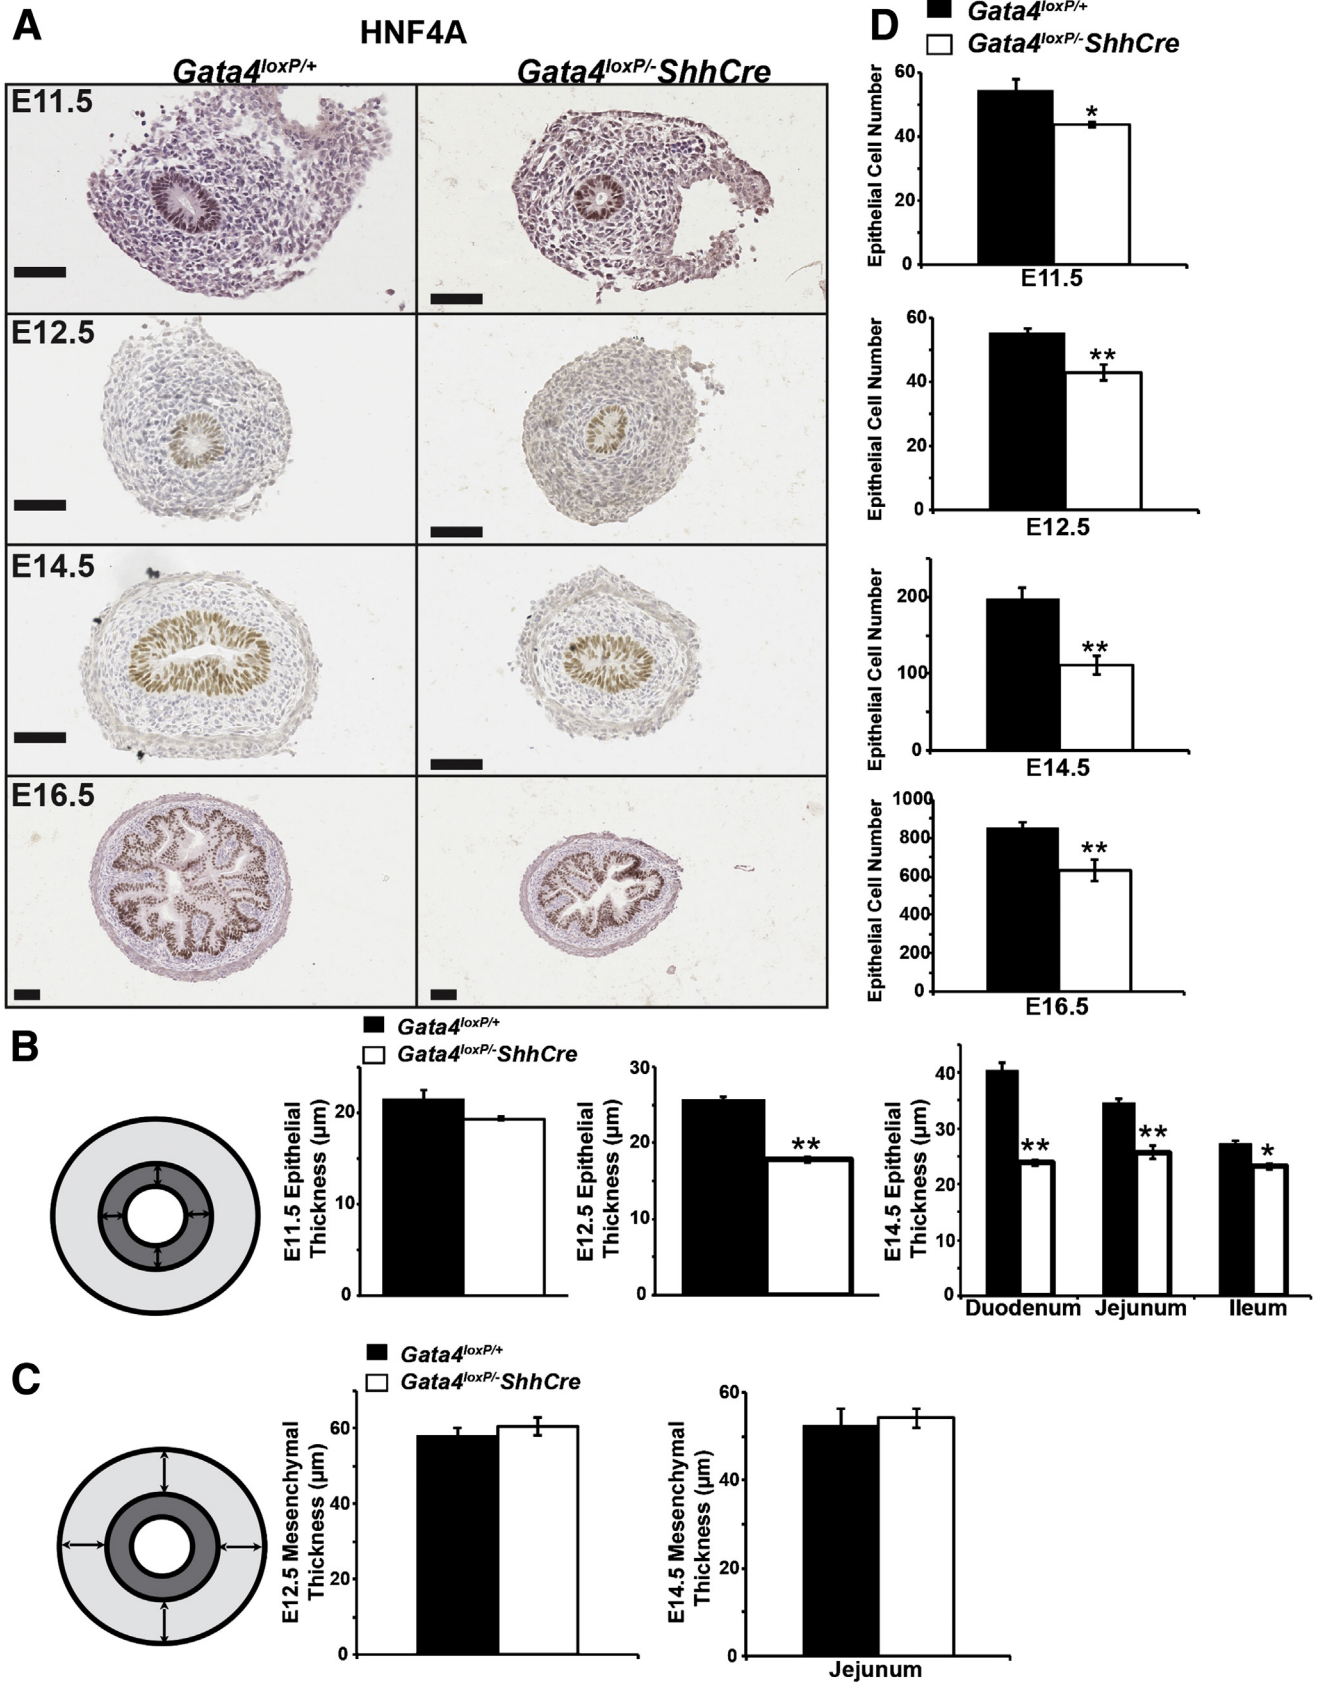 A
HNF4A
Gata4loxP/+
Gata4loxP/-ShhCre
E11.5
E12.5
E14.5
E16.5
D
Gata4loxP/+
Gata4loxP/-ShhCre
Epithelial Cell Number
60
40
20
0
*
E11.5
Epithelial Cell Number
60
40
20
0
**
E12.5
Epithelial Cell Number
200
100
0
**
E14.5
Epithelial Cell Number
1000
800
600
400
200
0
**
E16.5
B
Gata4loxP/+
Gata4loxP/-ShhCre
E11.5 Epithelial
Thickness (µm)
20
10
0
E12.5 Epithelial
Thickness (µm)
30
20
10
0
**
E14.5 Epithelial
Thickness (µm)
40
30
20
10
0
**
**
*
Duodenum Jejunum Ileum
C
Gata4loxP/+
Gata4loxP/-ShhCre
E12.5 Mesenchymal
Thickness (µm)
60
40
20
0
E14.5 Mesenchymal
Thickness (µm)
60
40
20
0
Jejunum